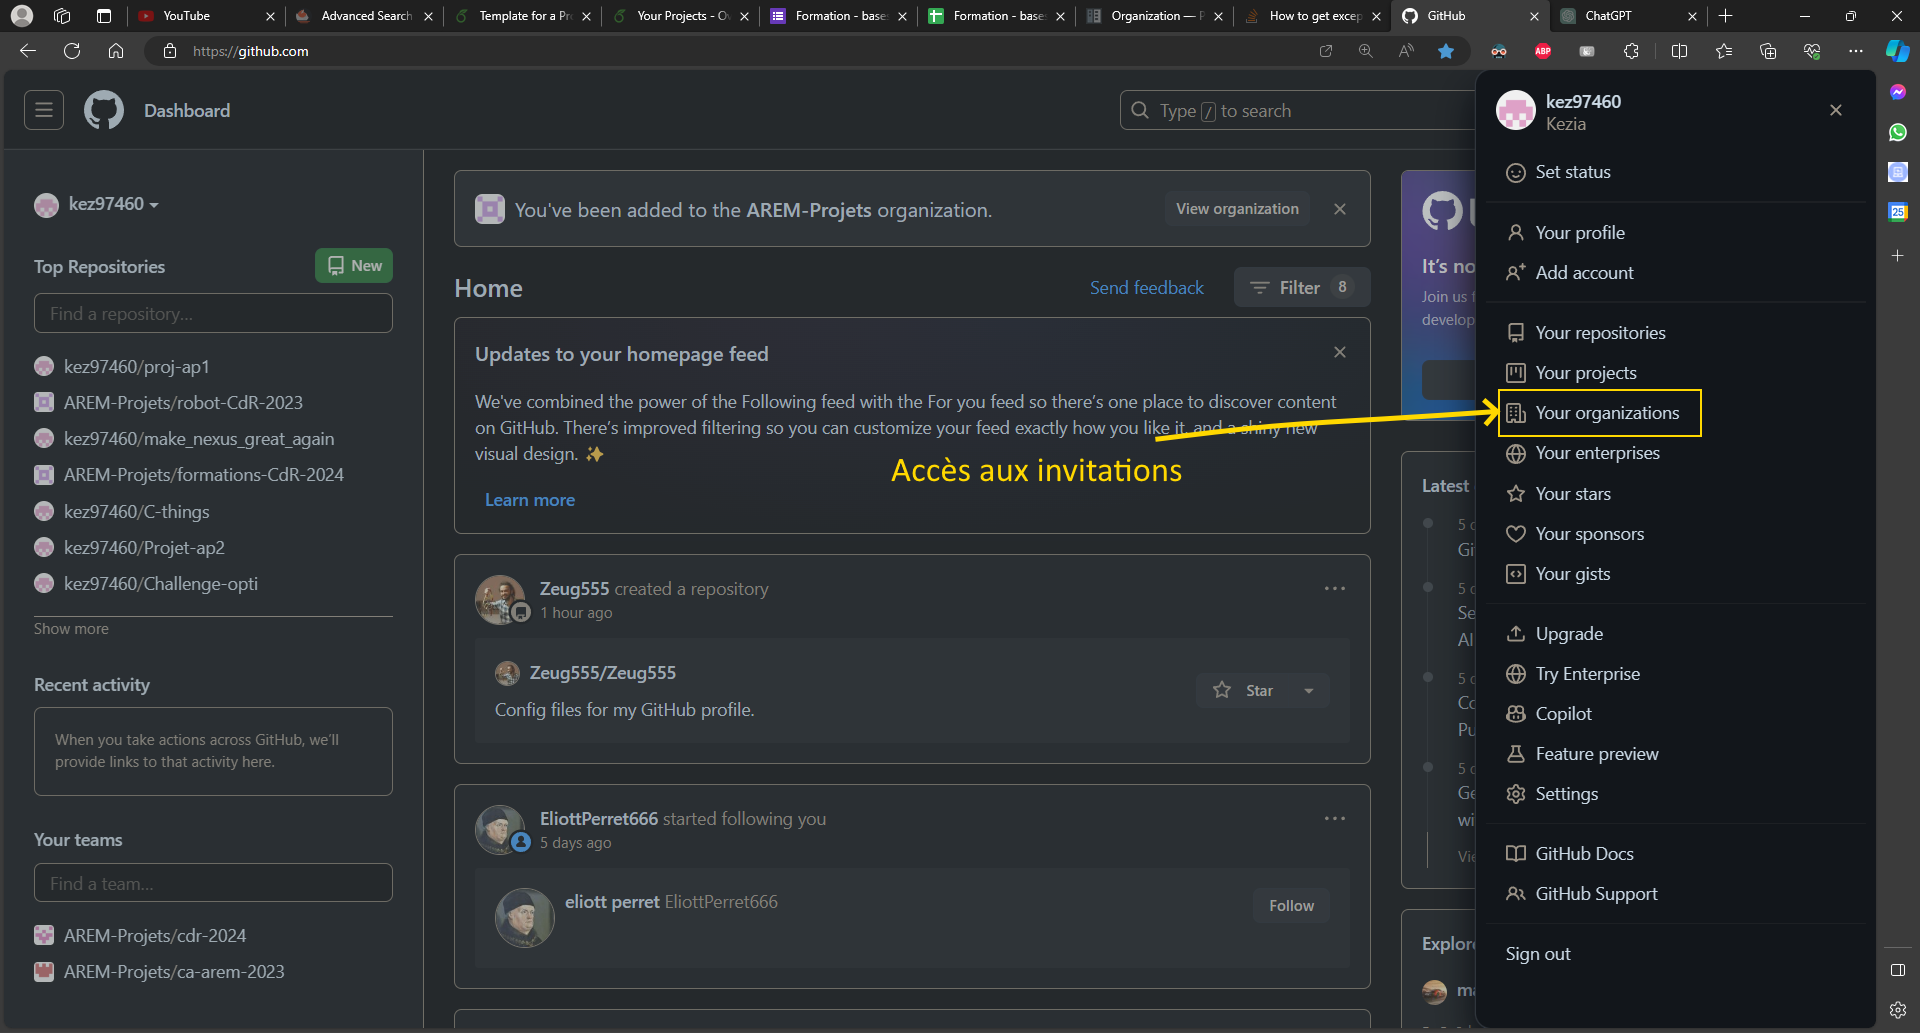 YouTube
Advanced Search
Template for a Pr
Your Projects - Ov
Formation - base
Formation - base
Organization — P
How to get excep
GitHub
ChatGPT
https://github.com
ABP
25
Dashboard
Type / to search
kez97460
Kezia
kez97460
Top Repositories
New
Find a repository...
kez97460/proj-ap1
AREM-Projets/robot-CdR-2023
kez97460/make_nexus_great_again
AREM-Projets/formations-CdR-2024
kez97460/C-things
kez97460/Projet-ap2
kez97460/Challenge-opti
Show more
Recent activity
When you take actions across GitHub, we'll
provide links to that activity here.
Your teams
Find a team...
AREM-Projets/cdr-2024
AREM-Projets/ca-arem-2023
You've been added to the AREM-Projets organization.
View organization
Home
Send feedback
Filter 8
Updates to your homepage feed
We've combined the power of the Following feed with the For you feed so there's one place to discover content
on GitHub. There's improved filtering so you can customize your feed exactly how you like it, and a shiny new
visual design. ✨
Accès aux invitations
Learn more
Zeug555 created a repository
1 hour ago
Zeug555/Zeug555
Config files for my GitHub profile.
Star
EliottPerret666 started following you
5 days ago
eliott perret EliottPerret666
Follow
It's no
Join us f
develop
Latest
5 d
Gi
5 d
Se
AI
5 d
Co
Pu
5 d
Ge
wi
Vie
Explore
ma
Set status
Your profile
Add account
Your repositories
Your projects
Your organizations
Your enterprises
Your stars
Your sponsors
Your gists
Upgrade
Try Enterprise
Copilot
Feature preview
Settings
GitHub Docs
GitHub Support
Sign out